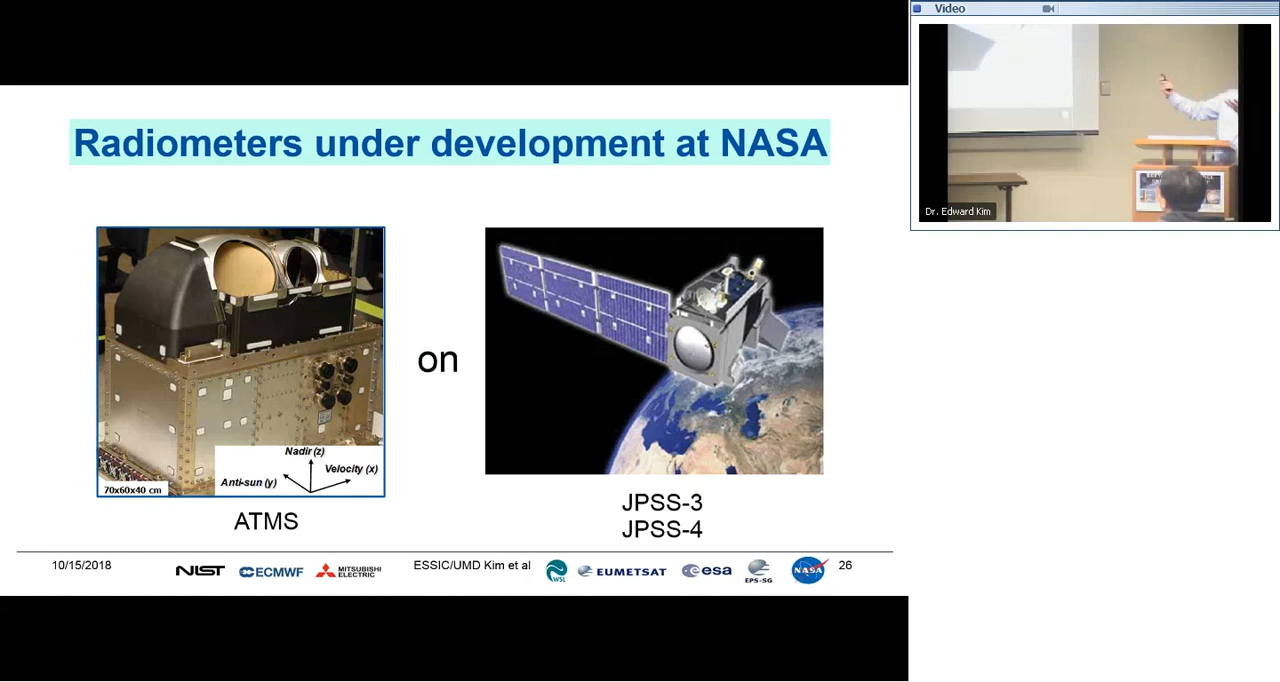 Radiometers under development at NASA
Nadir (z)
Velocity (x)
Anti-sun (y)
70x60x40 cm
on
ATMS
JPSS-3
JPSS-4
10/15/2018
NIST
ECMWF
MITSUBISHI
ELECTRIC
ESSIC/UMD Kim et al
WSL
EUMETSAT
esa
EPS-SG
NASA
26
Video
Dr. Edward Kim